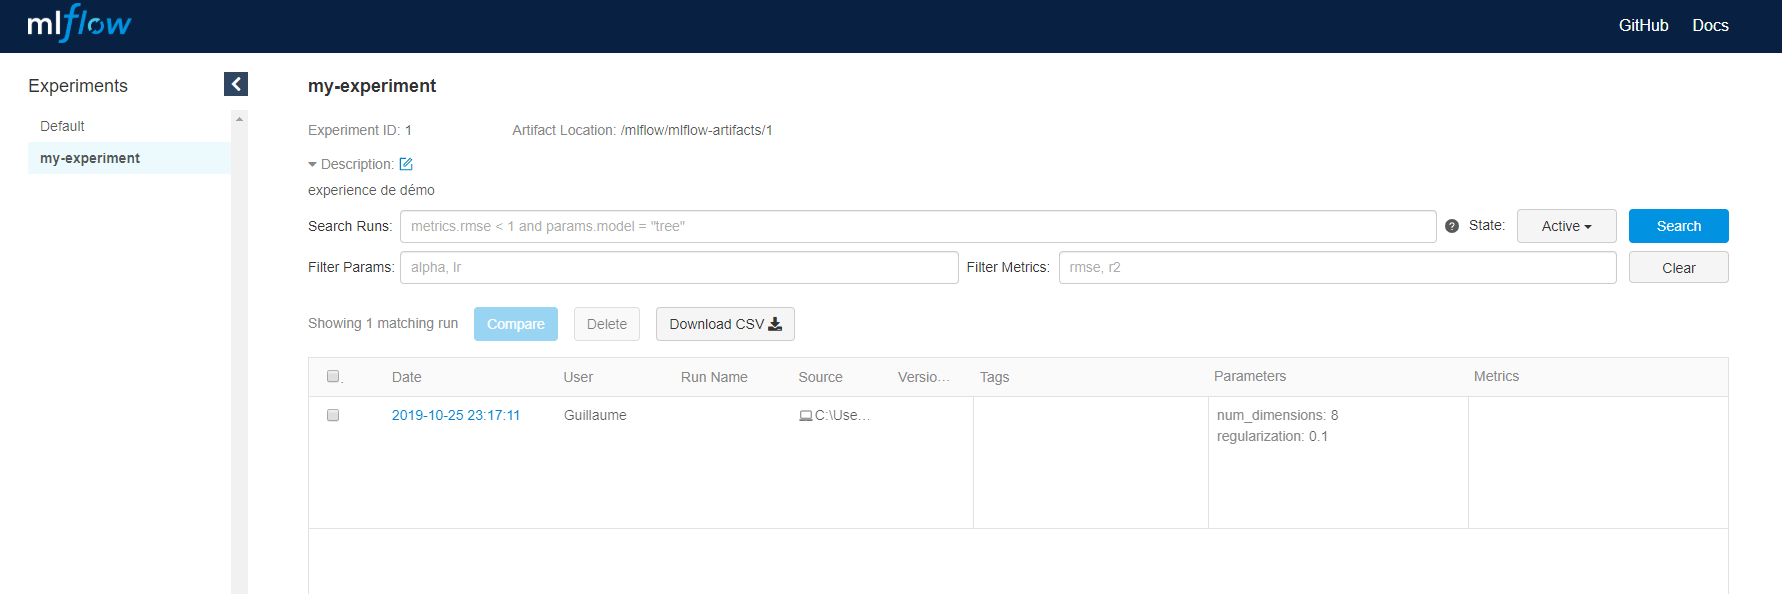 mlflow
GitHub Docs
Experiments
Default
my-experiment
my-experiment
Experiment ID: 1 Artifact Location: /mlflow/mlflow-artifacts/1
Description:
experience de démo
Search Runs: metrics.rmse < 1 and params.model = "tree" State: Active Search
Filter Params: alpha, lr Filter Metrics: rmse, r2 Clear
Showing 1 matching run Compare Delete Download CSV
Date User Run Name Source Versio... Tags Parameters Metrics
2019-10-25 23:17:11 Guillaume C:\Use... num_dimensions: 8
regularization: 0.1